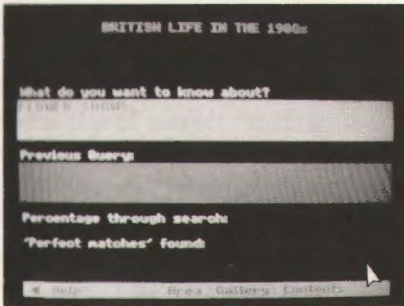 BRITISH LIFE IN THE 1980s
What do you want to know about?
Previous Query:
Percentage through search:
'Perfect matches' found:
Help Area Gallery Contents